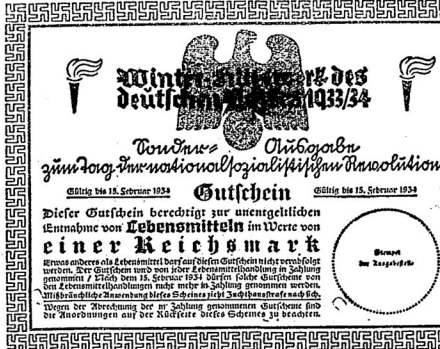 Winter-Hilfswerk des
deutschen Volkes 1933/34
Sonder= Ausgabe
zum Tag der nationalsozialistischen Revolution
Gültig bis 15. Februar 1934 Gutschein Gültig bis 15. Februar 1934
Dieser Gutschein berechtigt zur unentgeltlichen
Entnahme von Lebensmitteln im Werte von
einer Reichsmark
Etwas anderes als Lebensmittel darf auf diesen Gutschein nicht verabfolgt
werden. Der Gutschein wird von jeder Lebensmittelhandlung in Zahlung
genommen / Nach dem 15. Februar 1934 dürfen solche Gutscheine von
den Lebensmittelhandlungen nicht mehr in Zahlung genommen werden.
Mißbräuchliche Anwendung dieses Scheines zieht Zuchthausstrafe nach sich.
Wegen der Abrechnung der in Zahlung genommenen Gutscheine sind
die Anordnungen auf der Rückseite dieses Scheines zu beachten.
Stempel
der Ausgabestelle